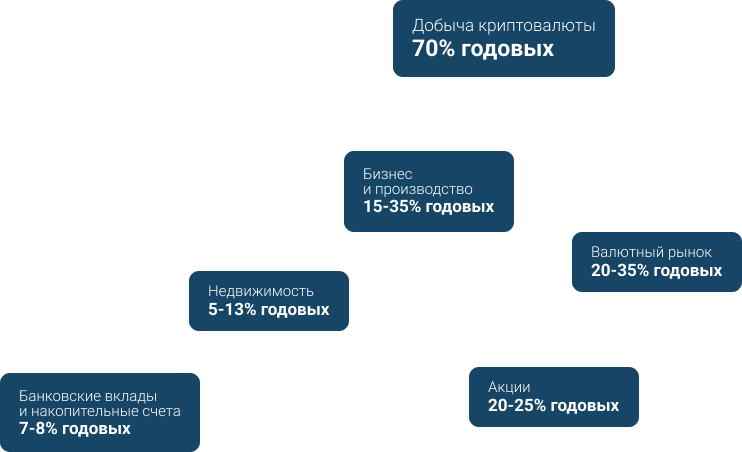 Добыча криптовалюты
70% годовых
Бизнес
и производство
15-35% годовых
Валютный рынок
20-35% годовых
Недвижимость
5-13% годовых
Акции
20-25% годовых
Банковские вклады
и накопительные счета
7-8% годовых